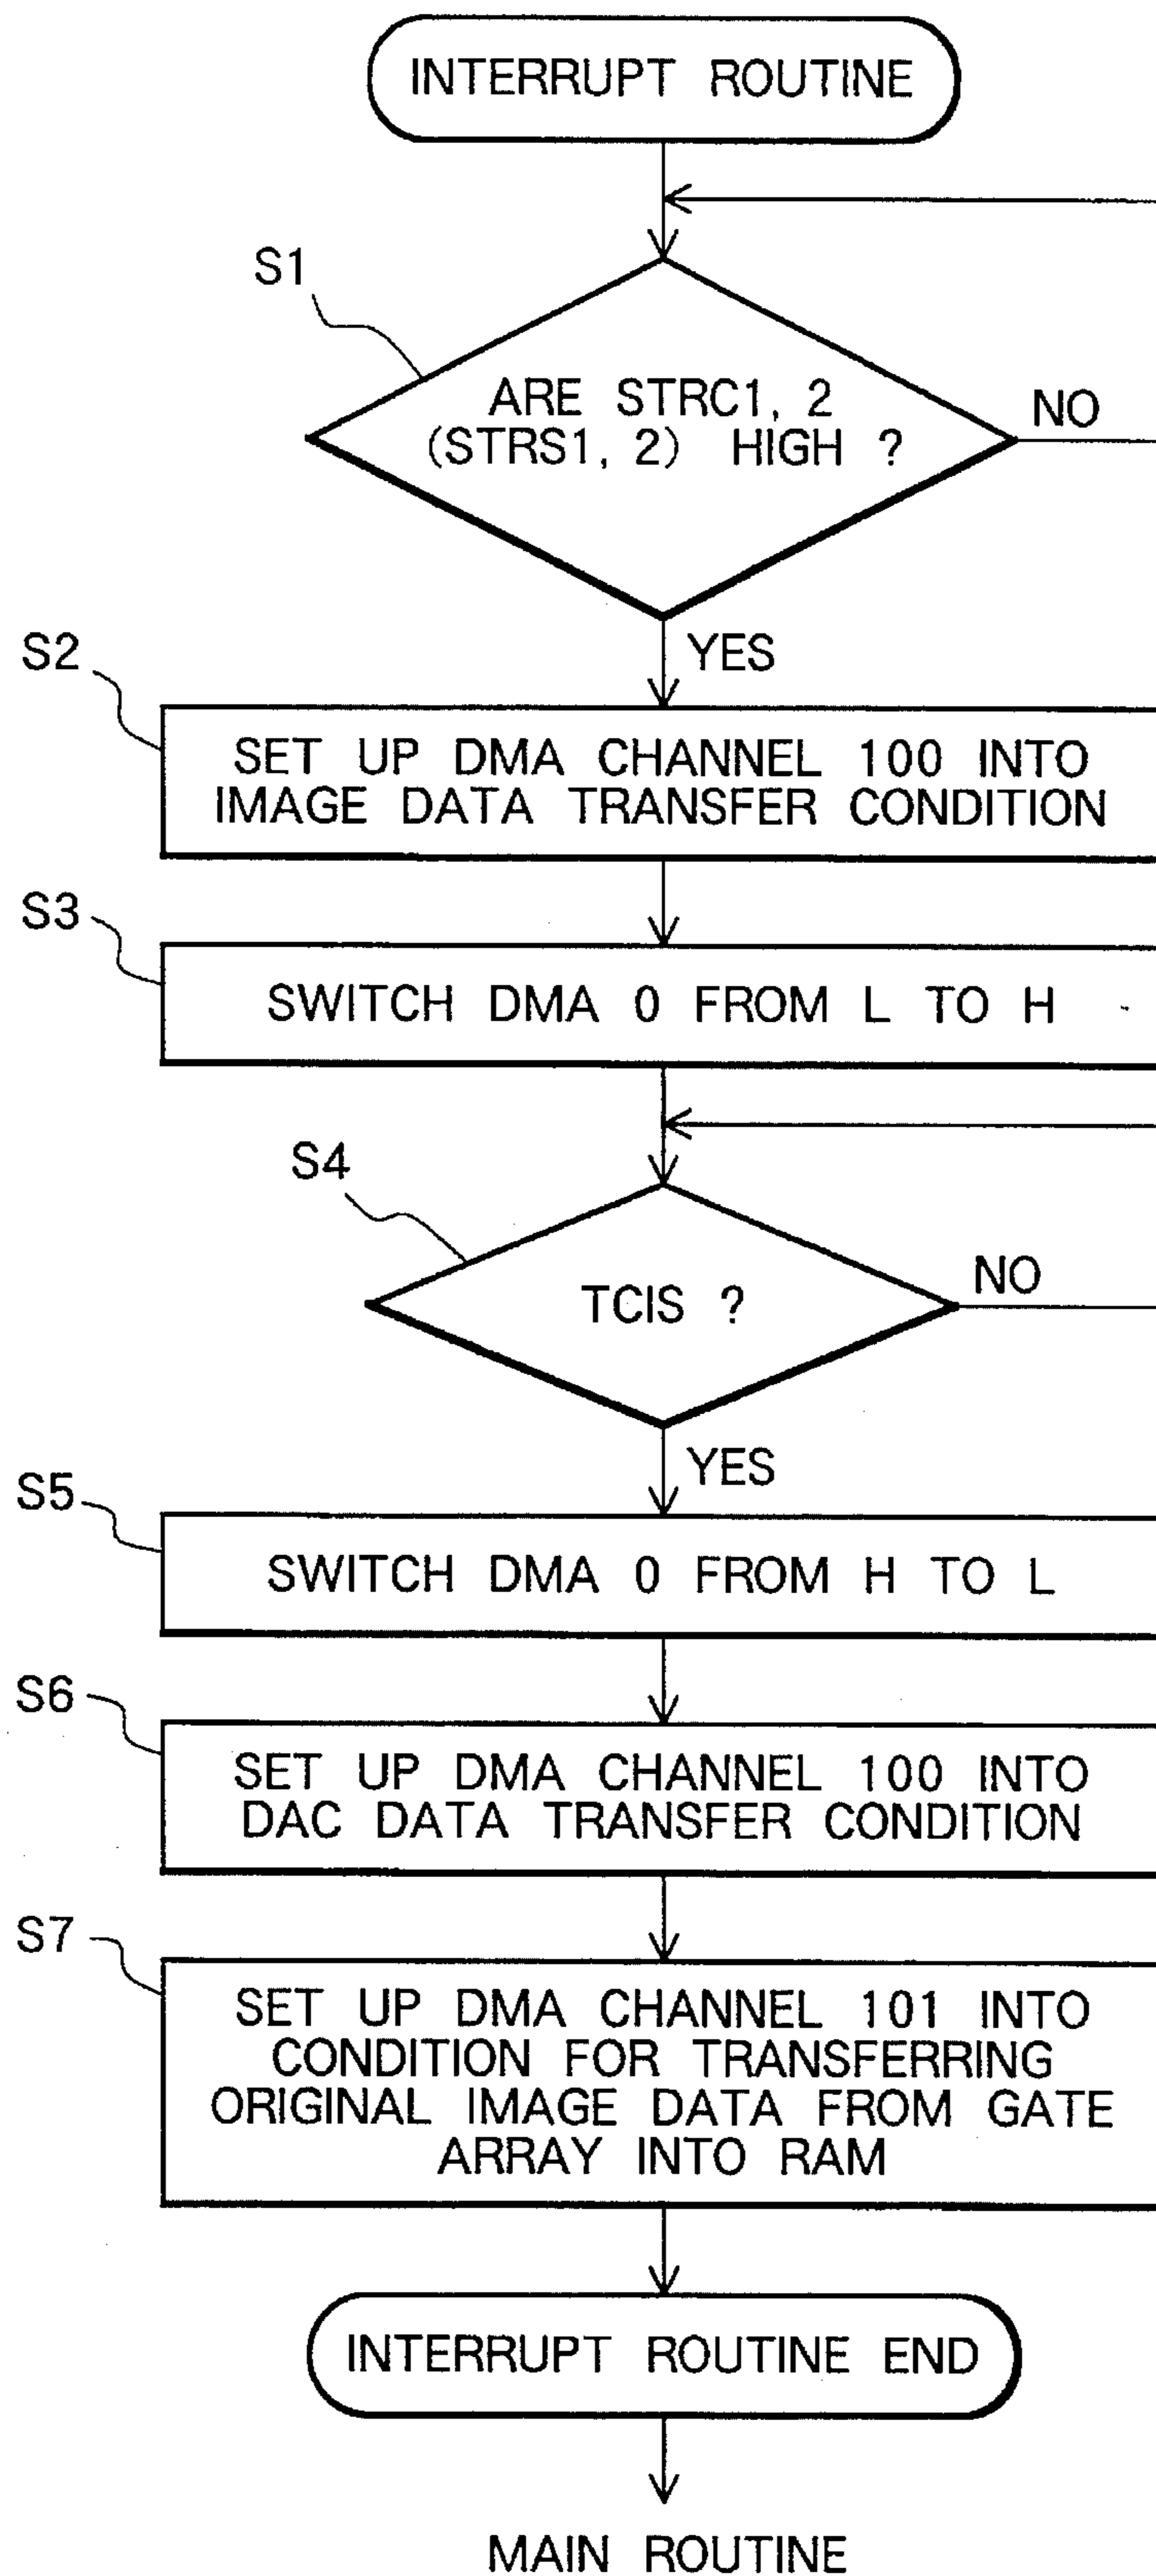 INTERRUPT ROUTINE
S1
ARE STRC1, 2
(STRS1, 2) HIGH ?
NO
YES
S2
SET UP DMA CHANNEL 100 INTO
IMAGE DATA TRANSFER CONDITION
S3
SWITCH DMA 0 FROM L TO H
S4
TCIS ?
NO
YES
S5
SWITCH DMA 0 FROM H TO L
S6
SET UP DMA CHANNEL 100 INTO
DAC DATA TRANSFER CONDITION
S7
SET UP DMA CHANNEL 101 INTO
CONDITION FOR TRANSFERRING
ORIGINAL IMAGE DATA FROM GATE
ARRAY INTO RAM
INTERRUPT ROUTINE END
MAIN ROUTINE